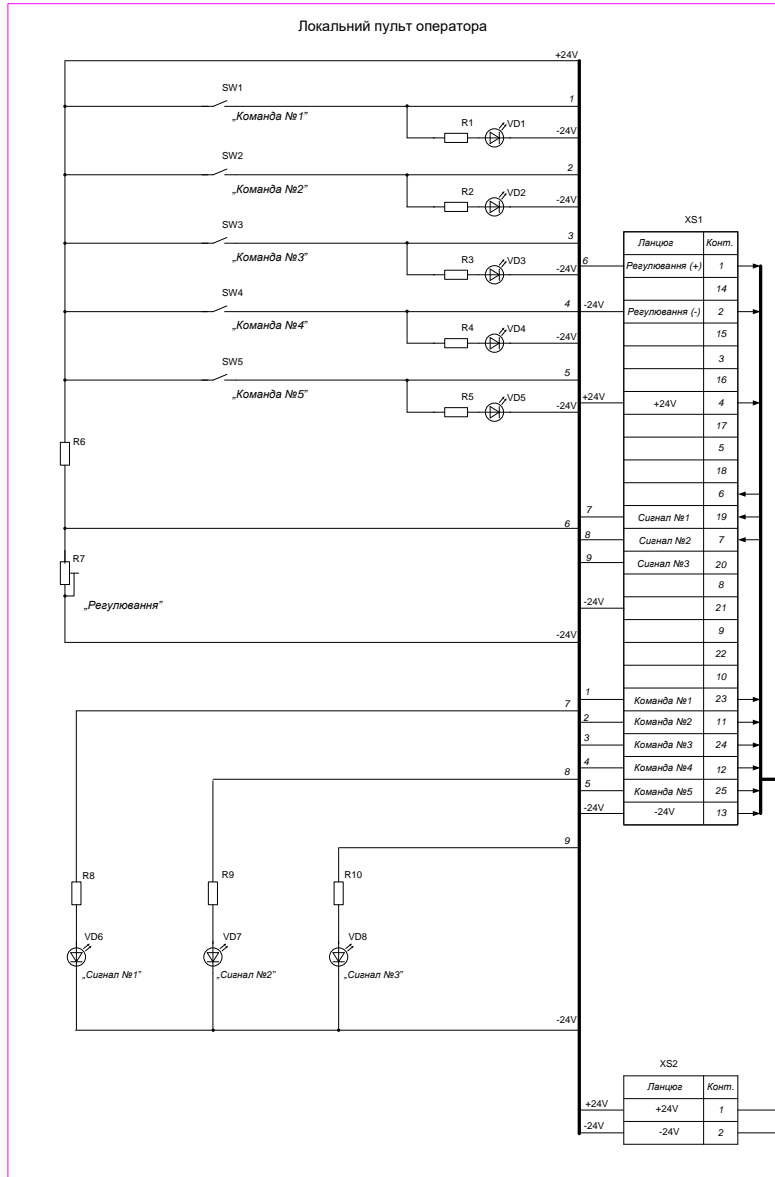 Локальний пульт оператора
+24V
SW1
1
„Команда №1”
R1
VD1
-24V
SW2
2
„Команда №2”
R2
VD2
-24V
SW3
3
„Команда №3”
R3
VD3
-24V
SW4
4
„Команда №4”
R4
VD4
-24V
SW5
5
„Команда №5”
R5
VD5
-24V
R6
6
R7
„Регулювання”
-24V
7
8
9
R8
R9
R10
VD6
VD7
VD8
„Сигнал №1”
„Сигнал №2”
„Сигнал №3”
-24V
XS1
Ланцюг Конт.
6 Регулювання (+) 1
14
-24V Регулювання (-) 2
15
3
16
+24V +24V 4
17
5
18
6
7 Сигнал №1 19
8 Сигнал №2 7
9 Сигнал №3 20
8
-24V 21
9
22
10
1 Команда №1 23
2 Команда №2 11
3 Команда №3 24
4 Команда №4 12
5 Команда №5 25
-24V -24V 13
XS2
Ланцюг Конт.
+24V +24V 1
-24V -24V 2